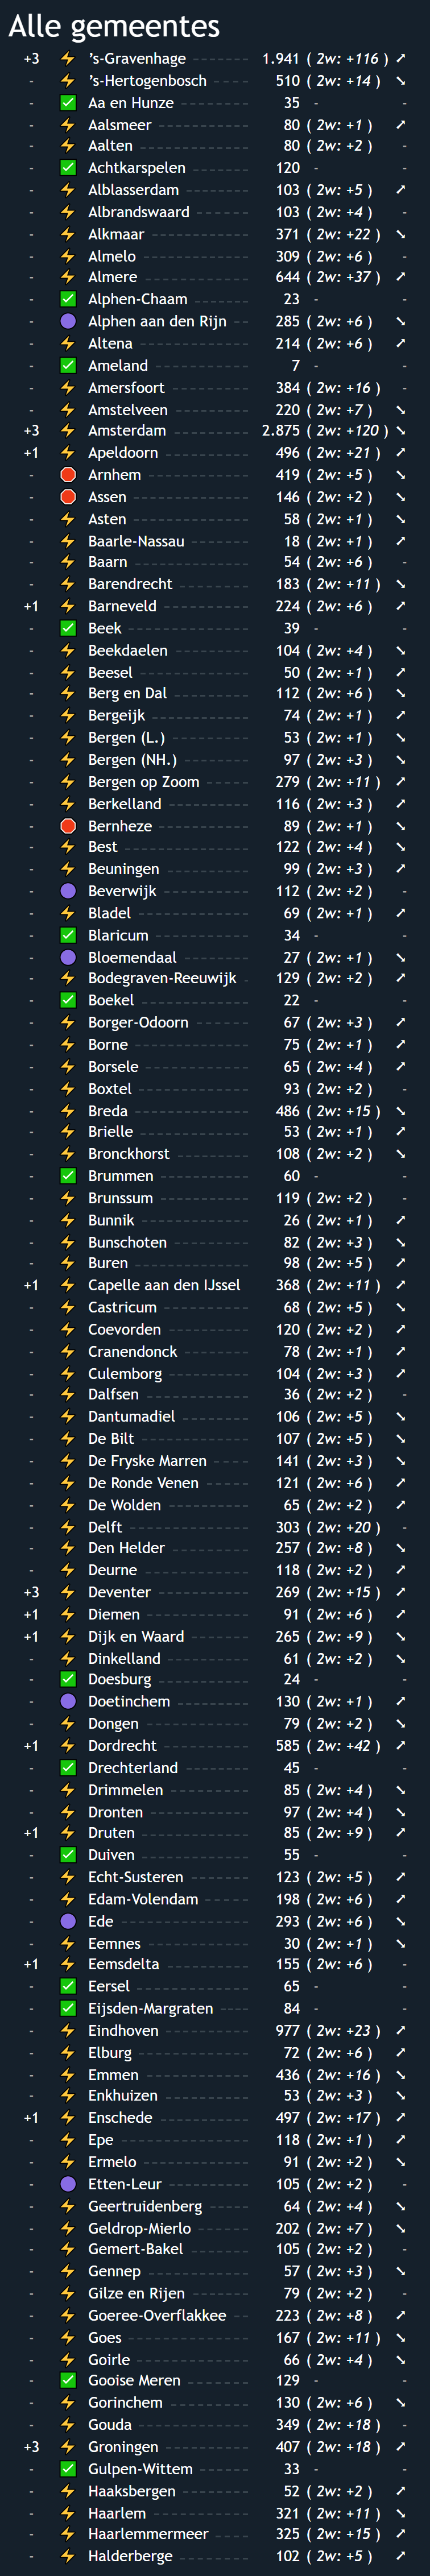 Alle gemeentes
+3 ⚡ ’s-Gravenhage 1.941 ( 2w: +116 ) ➚
- ⚡ ’s-Hertogenbosch 510 ( 2w: +14 ) ➘
- ✅ Aa en Hunze 35 - -
- ⚡ Aalsmeer 80 ( 2w: +1 ) ➚
- ⚡ Aalten 80 ( 2w: +2 ) -
- ✅ Achtkarspelen 120 - -
- ⚡ Alblasserdam 103 ( 2w: +5 ) ➚
- ⚡ Albrandswaard 103 ( 2w: +4 ) -
- ⚡ Alkmaar 371 ( 2w: +22 ) ➘
- ⚡ Almelo 309 ( 2w: +6 ) -
- ⚡ Almere 644 ( 2w: +37 ) ➚
- ✅ Alphen-Chaam 23 - -
- 🟣 Alphen aan den Rijn 285 ( 2w: +6 ) ➘
- ⚡ Altena 214 ( 2w: +6 ) ➚
- ✅ Ameland 7 - -
- ⚡ Amersfoort 384 ( 2w: +16 ) -
- ⚡ Amstelveen 220 ( 2w: +7 ) ➘
+3 ⚡ Amsterdam 2.875 ( 2w: +120 ) ➘
+1 ⚡ Apeldoorn 496 ( 2w: +21 ) ➚
- 🛑 Arnhem 419 ( 2w: +5 ) ➘
- 🛑 Assen 146 ( 2w: +2 ) ➘
- ⚡ Asten 58 ( 2w: +1 ) ➘
- ⚡ Baarle-Nassau 18 ( 2w: +1 ) ➚
- ⚡ Baarn 54 ( 2w: +6 ) -
- ⚡ Barendrecht 183 ( 2w: +11 ) ➘
+1 ⚡ Barneveld 224 ( 2w: +6 ) ➚
- ✅ Beek 39 - -
- ⚡ Beekdaelen 104 ( 2w: +4 ) ➘
- ⚡ Beesel 50 ( 2w: +1 ) ➚
- ⚡ Berg en Dal 112 ( 2w: +6 ) ➘
- ⚡ Bergeijk 74 ( 2w: +1 ) ➚
- ⚡ Bergen (L.) 53 ( 2w: +1 ) ➘
- ⚡ Bergen (NH.) 97 ( 2w: +3 ) ➘
- ⚡ Bergen op Zoom 279 ( 2w: +11 ) ➚
- ⚡ Berkelland 116 ( 2w: +3 ) ➚
- 🛑 Bernheze 89 ( 2w: +1 ) ➘
- ⚡ Best 122 ( 2w: +4 ) ➘
- ⚡ Beuningen 99 ( 2w: +3 ) ➚
- 🟣 Beverwijk 112 ( 2w: +2 ) -
- ⚡ Bladel 69 ( 2w: +1 ) ➚
- ✅ Blaricum 34 - -
- 🟣 Bloemendaal 27 ( 2w: +1 ) ➘
- ⚡ Bodegraven-Reeuwijk 129 ( 2w: +2 ) ➚
- ✅ Boekel 22 - -
- ⚡ Borger-Odoorn 67 ( 2w: +3 ) ➚
- ⚡ Borne 75 ( 2w: +1 ) ➚
- ⚡ Borsele 65 ( 2w: +4 ) ➚
- ⚡ Boxtel 93 ( 2w: +2 ) -
- ⚡ Breda 486 ( 2w: +15 ) ➘
- ⚡ Brielle 53 ( 2w: +1 ) ➚
- ⚡ Bronckhorst 108 ( 2w: +2 ) ➘
- ✅ Brummen 60 - -
- ⚡ Brunssum 119 ( 2w: +2 ) -
- ⚡ Bunnik 26 ( 2w: +1 ) ➚
- ⚡ Bunschoten 82 ( 2w: +3 ) ➘
- ⚡ Buren 98 ( 2w: +5 ) ➚
+1 ⚡ Capelle aan den IJssel 368 ( 2w: +11 ) ➚
- ⚡ Castricum 68 ( 2w: +5 ) ➘
- ⚡ Coevorden 120 ( 2w: +2 ) ➚
- ⚡ Cranendonck 78 ( 2w: +1 ) ➚
- ⚡ Culemborg 104 ( 2w: +3 ) ➚
- ⚡ Dalfsen 36 ( 2w: +2 ) -
- ⚡ Dantumadiel 106 ( 2w: +5 ) ➘
- ⚡ De Bilt 107 ( 2w: +5 ) ➘
- ⚡ De Fryske Marren 141 ( 2w: +3 ) ➘
- ⚡ De Ronde Venen 121 ( 2w: +6 ) ➚
- ⚡ De Wolden 65 ( 2w: +2 ) ➚
- ⚡ Delft 303 ( 2w: +20 ) -
- ⚡ Den Helder 257 ( 2w: +8 ) ➘
- ⚡ Deurne 118 ( 2w: +2 ) ➚
+3 ⚡ Deventer 269 ( 2w: +15 ) ➚
+1 ⚡ Diemen 91 ( 2w: +6 ) ➚
+1 ⚡ Dijk en Waard 265 ( 2w: +9 ) ➘
- ⚡ Dinkelland 61 ( 2w: +2 ) ➘
- ✅ Doesburg 24 - -
- 🟣 Doetinchem 130 ( 2w: +1 ) ➚
- ⚡ Dongen 79 ( 2w: +2 ) ➘
+1 ⚡ Dordrecht 585 ( 2w: +42 ) ➚
- ✅ Drechterland 45 - -
- ⚡ Drimmelen 85 ( 2w: +4 ) ➘
- ⚡ Dronten 97 ( 2w: +4 ) ➘
+1 ⚡ Druten 85 ( 2w: +9 ) ➚
- ✅ Duiven 55 - -
- ⚡ Echt-Susteren 123 ( 2w: +5 ) ➚
- ⚡ Edam-Volendam 198 ( 2w: +6 ) ➚
- 🟣 Ede 293 ( 2w: +6 ) ➘
- ⚡ Eemnes 30 ( 2w: +1 ) ➘
+1 ⚡ Eemsdelta 155 ( 2w: +6 ) -
- ✅ Eersel 65 - -
- ✅ Eijsden-Margraten 84 - -
- ⚡ Eindhoven 977 ( 2w: +23 ) ➚
- ⚡ Elburg 72 ( 2w: +6 ) ➚
- ⚡ Emmen 436 ( 2w: +16 ) ➘
- ⚡ Enkhuizen 53 ( 2w: +3 ) ➘
+1 ⚡ Enschede 497 ( 2w: +17 ) ➚
- ⚡ Epe 118 ( 2w: +1 ) ➚
- ⚡ Ermelo 91 ( 2w: +2 ) ➘
- 🟣 Etten-Leur 105 ( 2w: +2 ) -
- ⚡ Geertruidenberg 64 ( 2w: +4 ) ➘
- ⚡ Geldrop-Mierlo 202 ( 2w: +7 ) ➘
- ⚡ Gemert-Bakel 105 ( 2w: +2 ) -
- ⚡ Gennep 57 ( 2w: +3 ) ➘
- ⚡ Gilze en Rijen 79 ( 2w: +2 ) -
- ⚡ Goeree-Overflakkee 223 ( 2w: +8 ) ➚
- ⚡ Goes 167 ( 2w: +11 ) ➘
- ⚡ Goirle 66 ( 2w: +4 ) ➘
- ✅ Gooise Meren 129 - -
- ⚡ Gorinchem 130 ( 2w: +6 ) ➘
- ⚡ Gouda 349 ( 2w: +18 ) -
+3 ⚡ Groningen 407 ( 2w: +18 ) ➚
- ✅ Gulpen-Wittem 33 - -
- ⚡ Haaksbergen 52 ( 2w: +2 ) ➚
- ⚡ Haarlem 321 ( 2w: +11 ) ➘
- ⚡ Haarlemmermeer 325 ( 2w: +15 ) ➚
- ⚡ Halderberge 102 ( 2w: +5 ) ➚